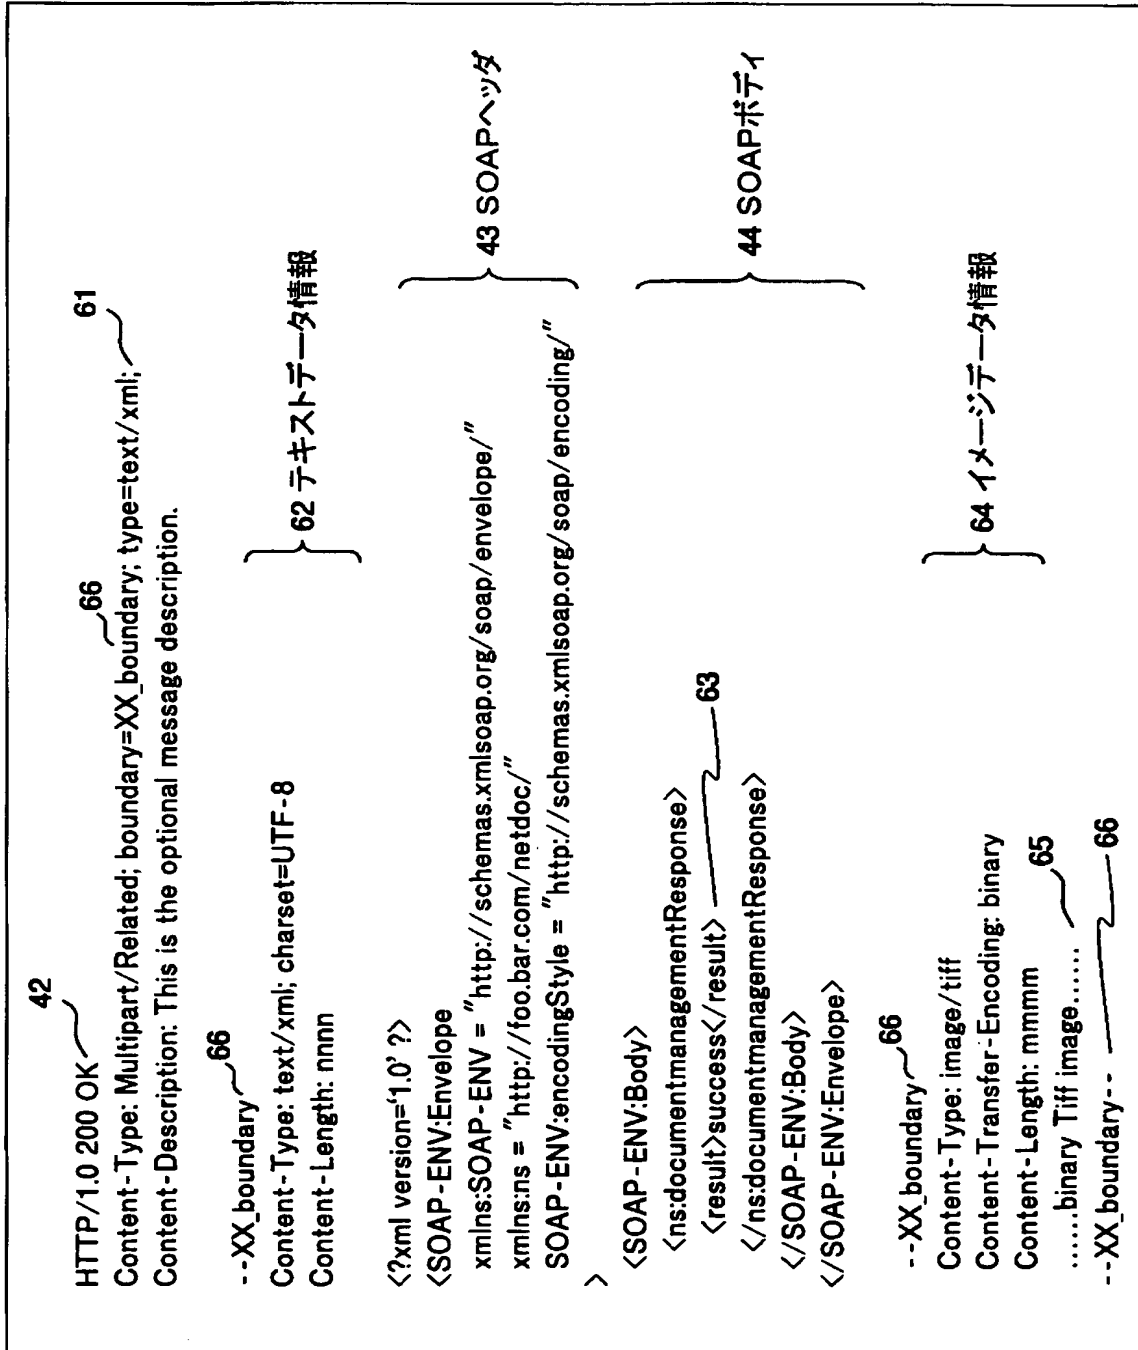 42
HTTP/1.0 200 OK
66
61
Content-Type: Multipart/Related; boundary=XX_boundary; type=text/xml;
Content-Description: This is the optional message description.
--XX_boundary 66
Content-Type: text/xml; charset=UTF-8
Content-Length: nnnn
62 テキストデータ情報
<?xml version='1.0' ?>
<SOAP-ENV:Envelope
xmlns:SOAP-ENV = "http://schemas.xmlsoap.org/soap/envelope/"
xmlns:ns = "http://foo.bar.com/netdoc/"
SOAP-ENV:encodingStyle = "http://schemas.xmlsoap.org/soap/encoding/"
>
43 SOAPヘッダ
<SOAP-ENV:Body>
<ns:documentmanagementResponse>
<result>success</result> 63
</ns:documentmanagementResponse>
</SOAP-ENV:Body>
</SOAP-ENV:Envelope>
44 SOAPボディ
--XX_boundary 66
Content-Type: image/tiff
Content-Transfer-Encoding: binary
Content-Length: mmmm
64 イメージデータ情報
......binary Tiff image....... 65
--XX_boundary-- 66